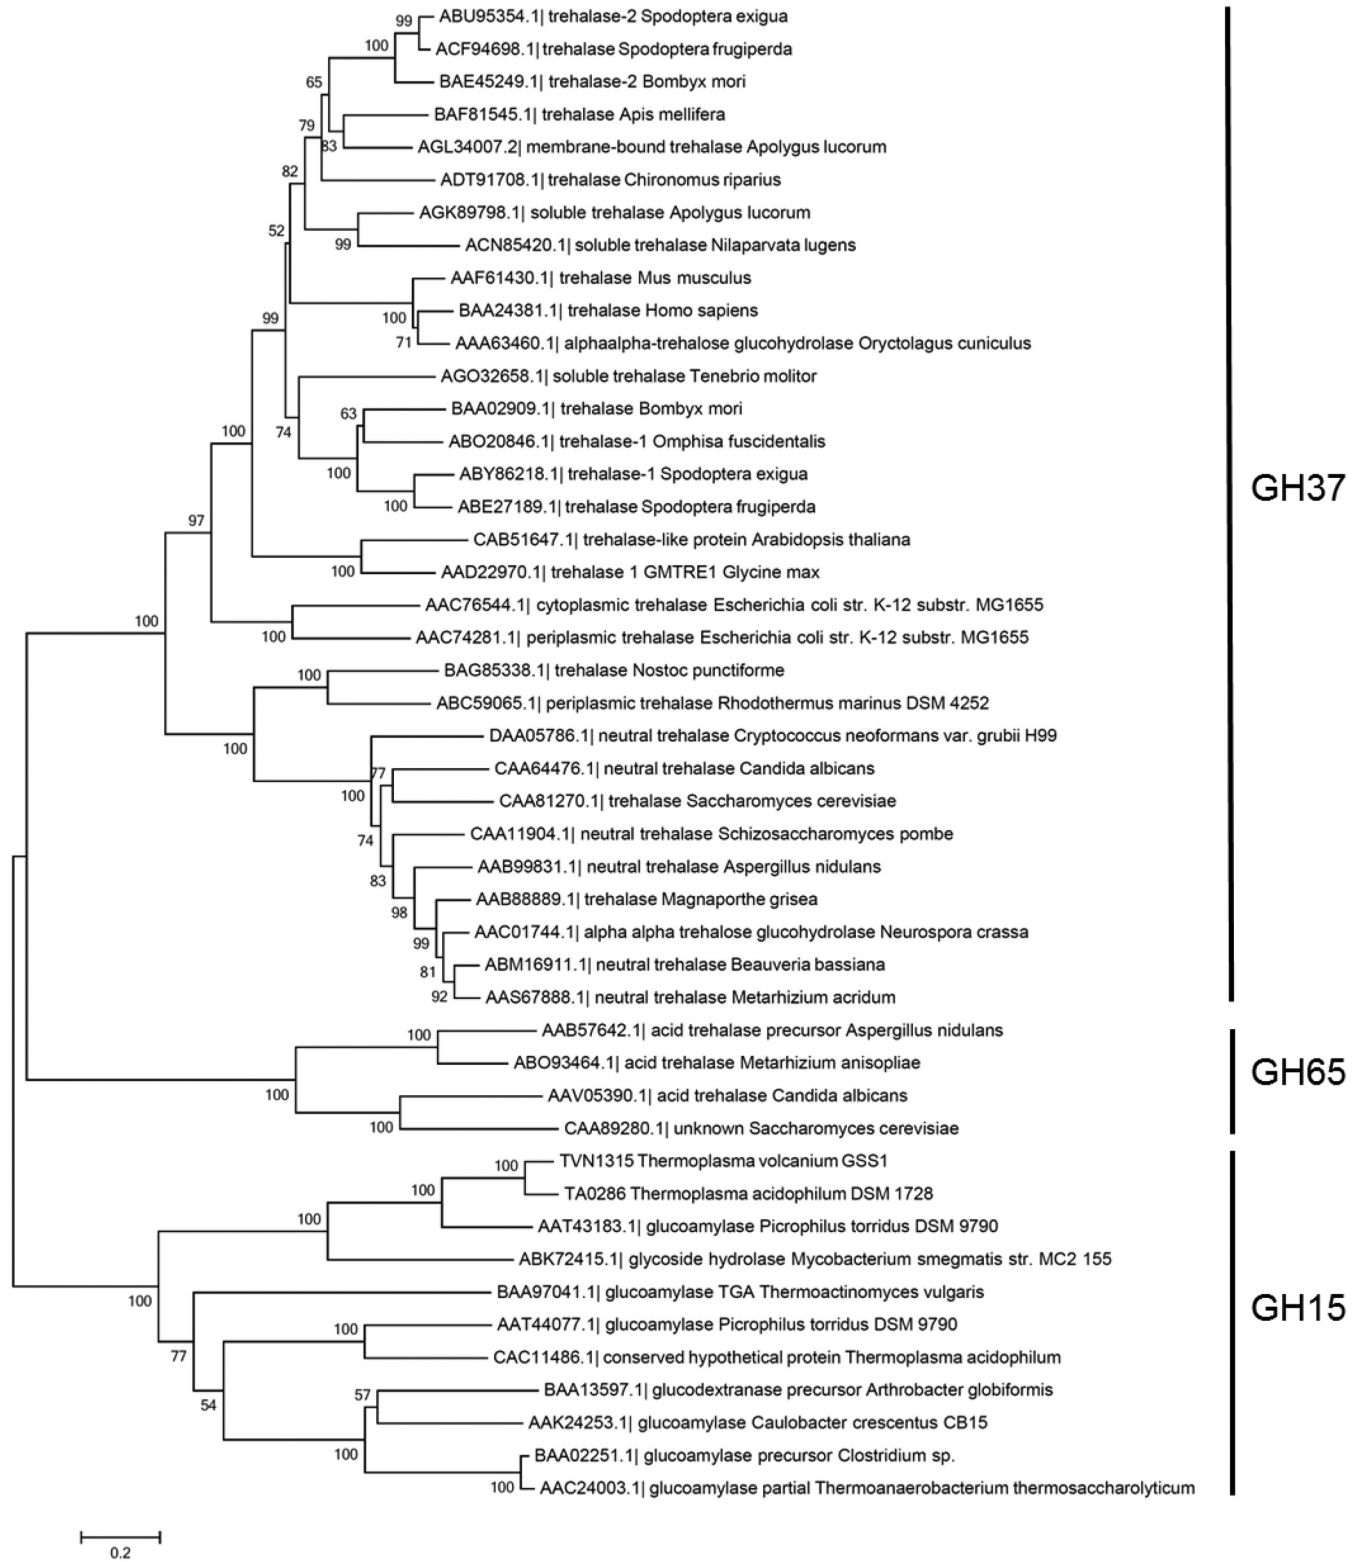 99
ABU95354.1| trehalase-2 Spodoptera exigua
100
ACF94698.1| trehalase Spodoptera frugiperda
65
BAE45249.1| trehalase-2 Bombyx mori
79
BAF81545.1| trehalase Apis mellifera
83
AGL34007.2| membrane-bound trehalase Apolygus lucorum
82
ADT91708.1| trehalase Chironomus riparius
AGK89798.1| soluble trehalase Apolygus lucorum
52
99
ACN85420.1| soluble trehalase Nilaparvata lugens
AAF61430.1| trehalase Mus musculus
99
100
BAA24381.1| trehalase Homo sapiens
71
AAA63460.1| alphaalpha-trehalose glucohydrolase Oryctolagus cuniculus
AGO32658.1| soluble trehalase Tenebrio molitor
63
BAA02909.1| trehalase Bombyx mori
100
74
ABO20846.1| trehalase-1 Omphisa fuscidentalis
100
ABY86218.1| trehalase-1 Spodoptera exigua
GH37
100
ABE27189.1| trehalase Spodoptera frugiperda
97
CAB51647.1| trehalase-like protein Arabidopsis thaliana
100
AAD22970.1| trehalase 1 GMTRE1 Glycine max
AAC76544.1| cytoplasmic trehalase Escherichia coli str. K-12 substr. MG1655
100
100
AAC74281.1| periplasmic trehalase Escherichia coli str. K-12 substr. MG1655
100
BAG85338.1| trehalase Nostoc punctiforme
ABC59065.1| periplasmic trehalase Rhodothermus marinus DSM 4252
100
DAA05786.1| neutral trehalase Cryptococcus neoformans var. grubii H99
77
CAA64476.1| neutral trehalase Candida albicans
100
CAA81270.1| trehalase Saccharomyces cerevisiae
74
CAA11904.1| neutral trehalase Schizosaccharomyces pombe
83
AAB99831.1| neutral trehalase Aspergillus nidulans
98
AAB88889.1| trehalase Magnaporthe grisea
99
AAC01744.1| alpha alpha trehalose glucohydrolase Neurospora crassa
81
ABM16911.1| neutral trehalase Beauveria bassiana
92
AAS67888.1| neutral trehalase Metarhizium acridum
100
AAB57642.1| acid trehalase precursor Aspergillus nidulans
ABO93464.1| acid trehalase Metarhizium anisopliae
GH65
100
AAV05390.1| acid trehalase Candida albicans
100
CAA89280.1| unknown Saccharomyces cerevisiae
100
TVN1315 Thermoplasma volcanium GSS1
100
TA0286 Thermoplasma acidophilum DSM 1728
100
AAT43183.1| glucoamylase Picrophilus torridus DSM 9790
ABK72415.1| glycoside hydrolase Mycobacterium smegmatis str. MC2 155
100
BAA97041.1| glucoamylase TGA Thermoactinomyces vulgaris
GH15
100
AAT44077.1| glucoamylase Picrophilus torridus DSM 9790
77
CAC11486.1| conserved hypothetical protein Thermoplasma acidophilum
57
BAA13597.1| glucodextranase precursor Arthrobacter globiformis
54
AAK24253.1| glucoamylase Caulobacter crescentus CB15
100
BAA02251.1| glucoamylase precursor Clostridium sp.
100
AAC24003.1| glucoamylase partial Thermoanaerobacterium thermosaccharolyticum
0.2